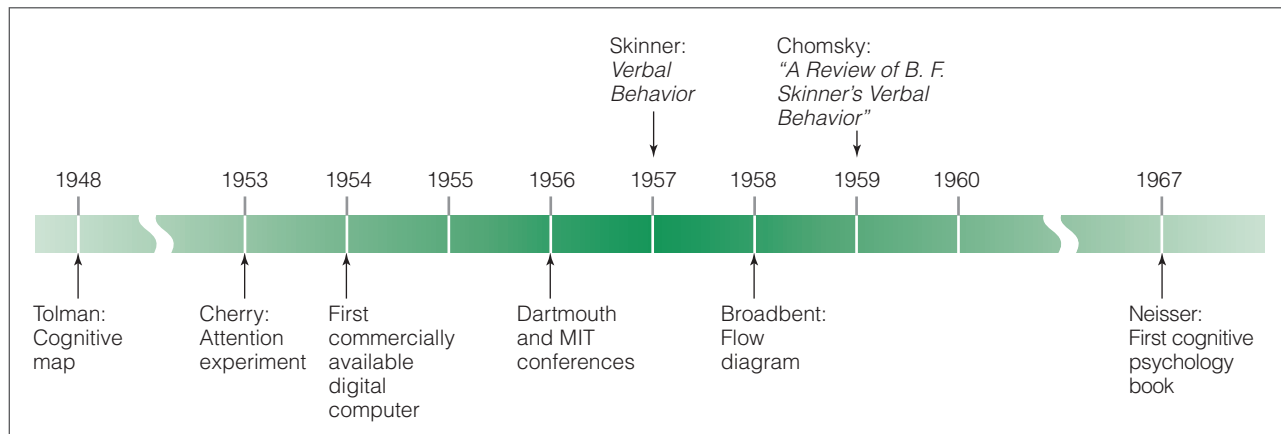 Skinner:
Verbal
Behavior
Chomsky:
“A Review of B. F.
Skinner’s Verbal
Behavior”
1948
1953
1954
1955
1956
1957
1958
1959
1960
1967
Tolman:
Cognitive
map
Cherry:
Attention
experiment
First
commercially
available
digital
computer
Dartmouth
and MIT
conferences
Broadbent:
Flow
diagram
Neisser:
First cognitive
psychology
book